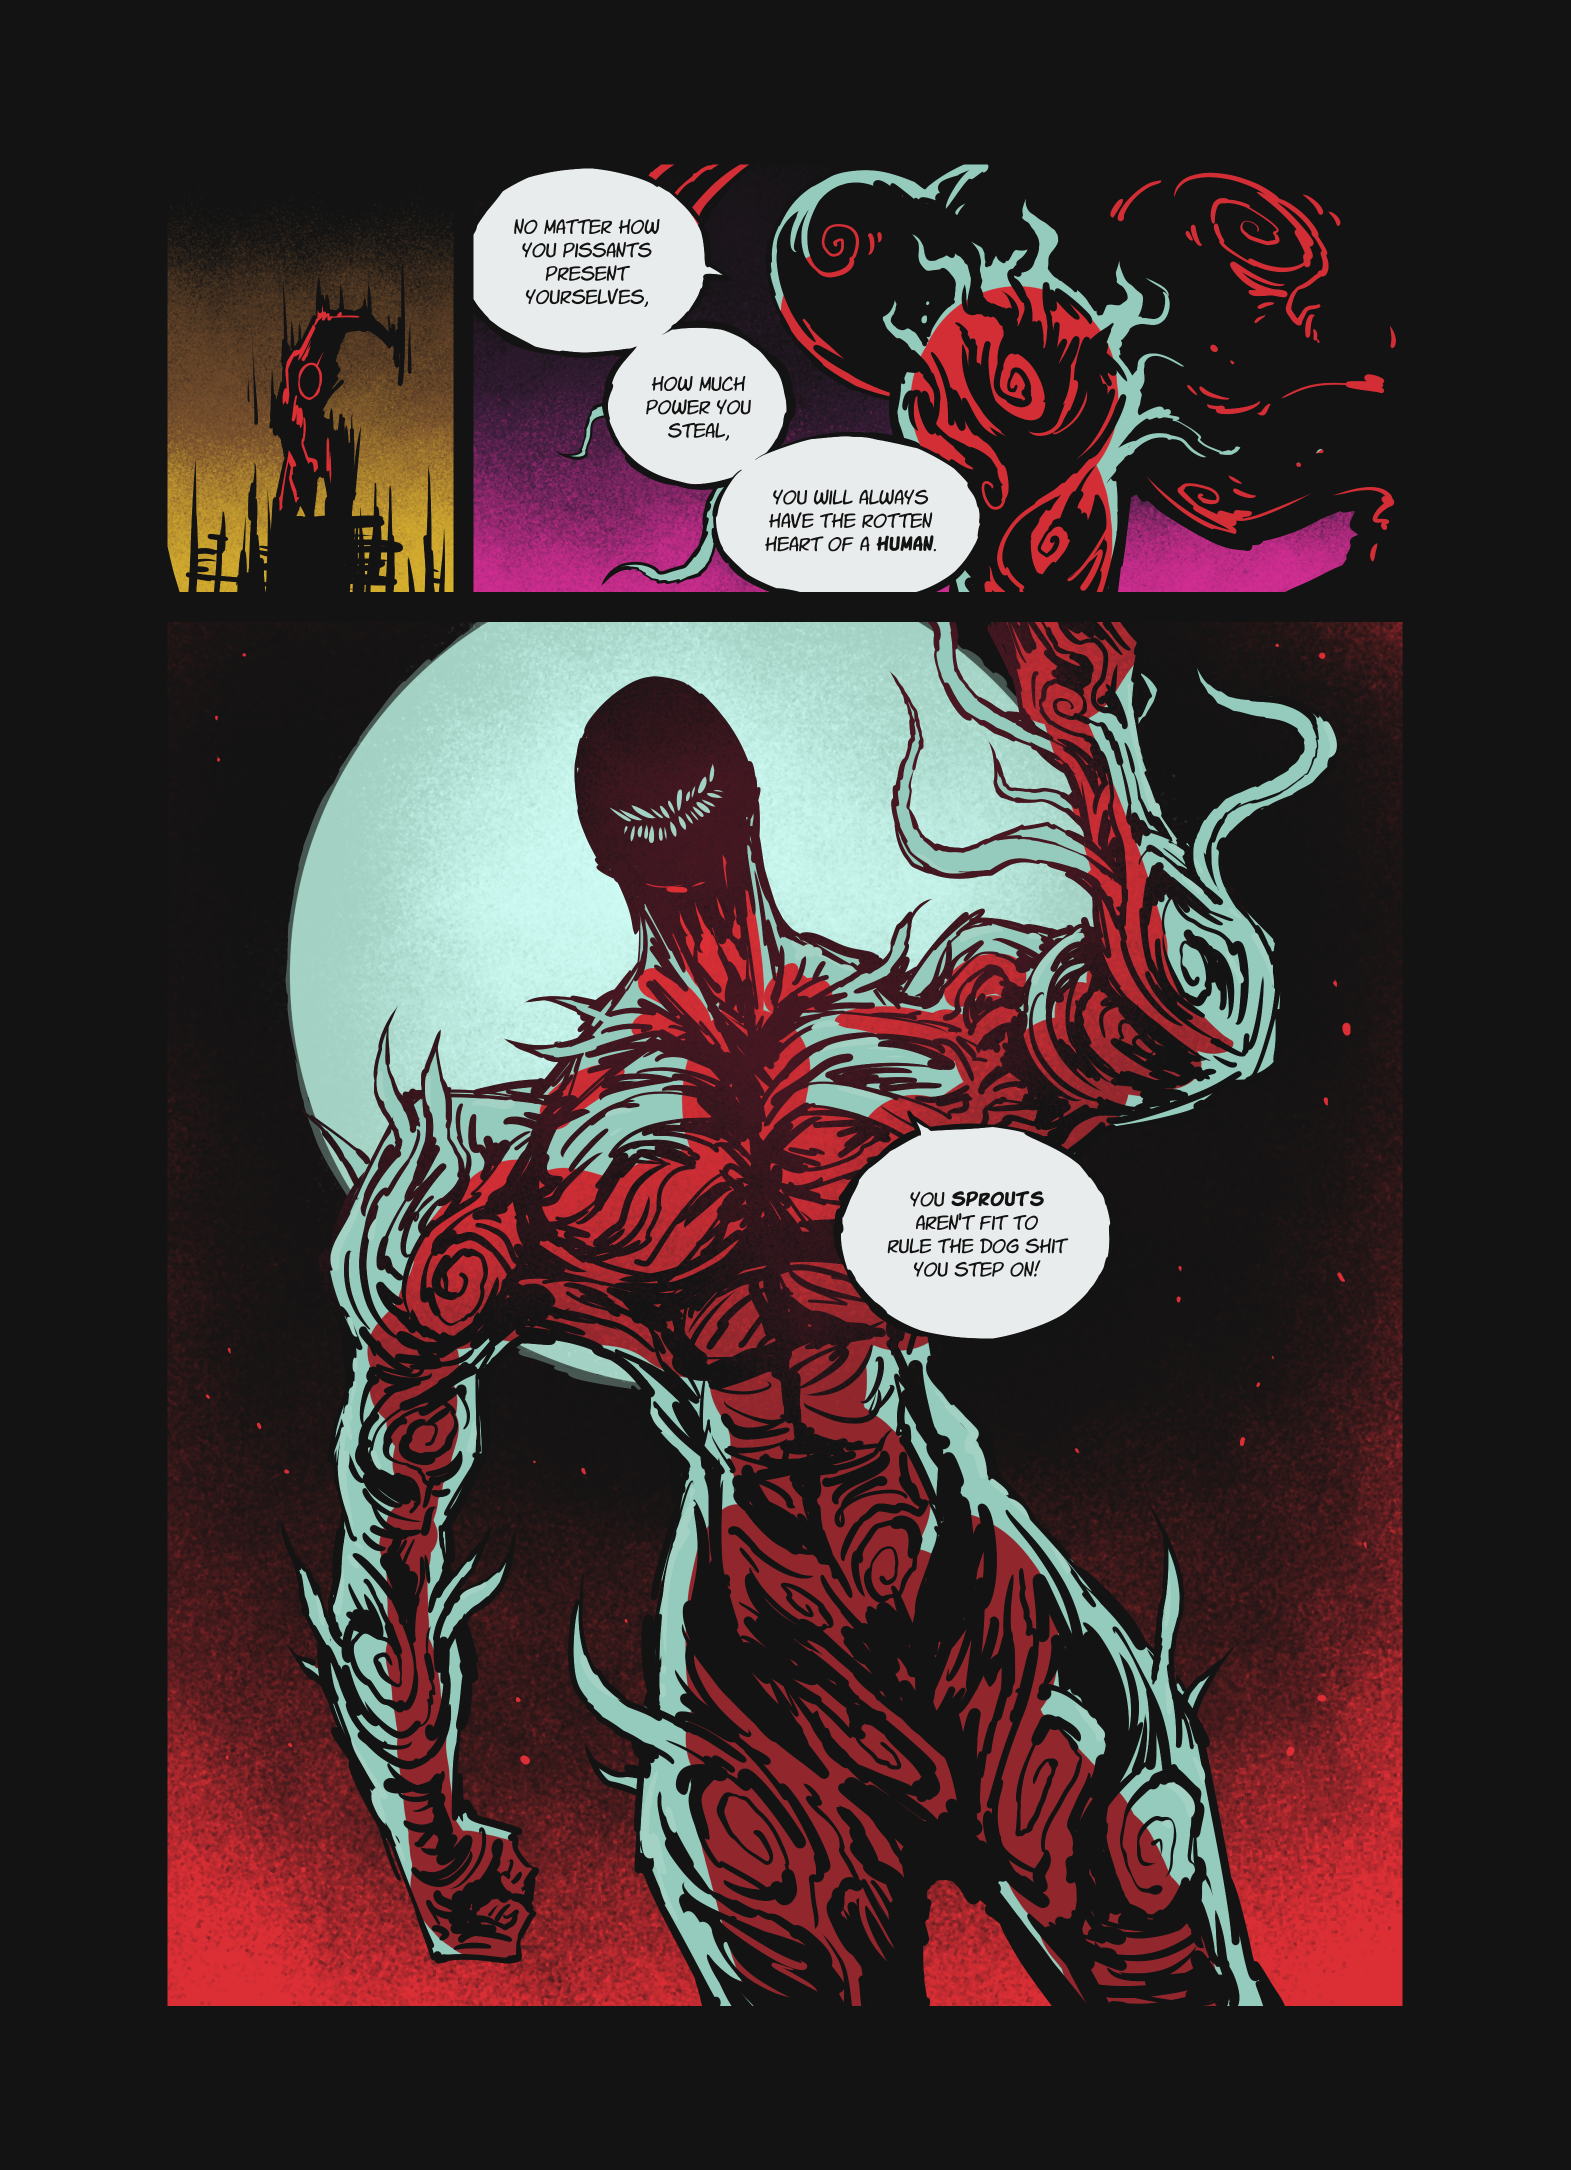 NO MATTER HOW
YOU PISSANTS
PRESENT
YOURSELVES,
HOW MUCH
POWER YOU
STEAL,
YOU WILL ALWAYS
HAVE THE ROTTEN
HEART OF A HUMAN.
YOU SPROUTS
AREN'T FIT TO
RULE THE DOG SHIT
YOU STEP ON!